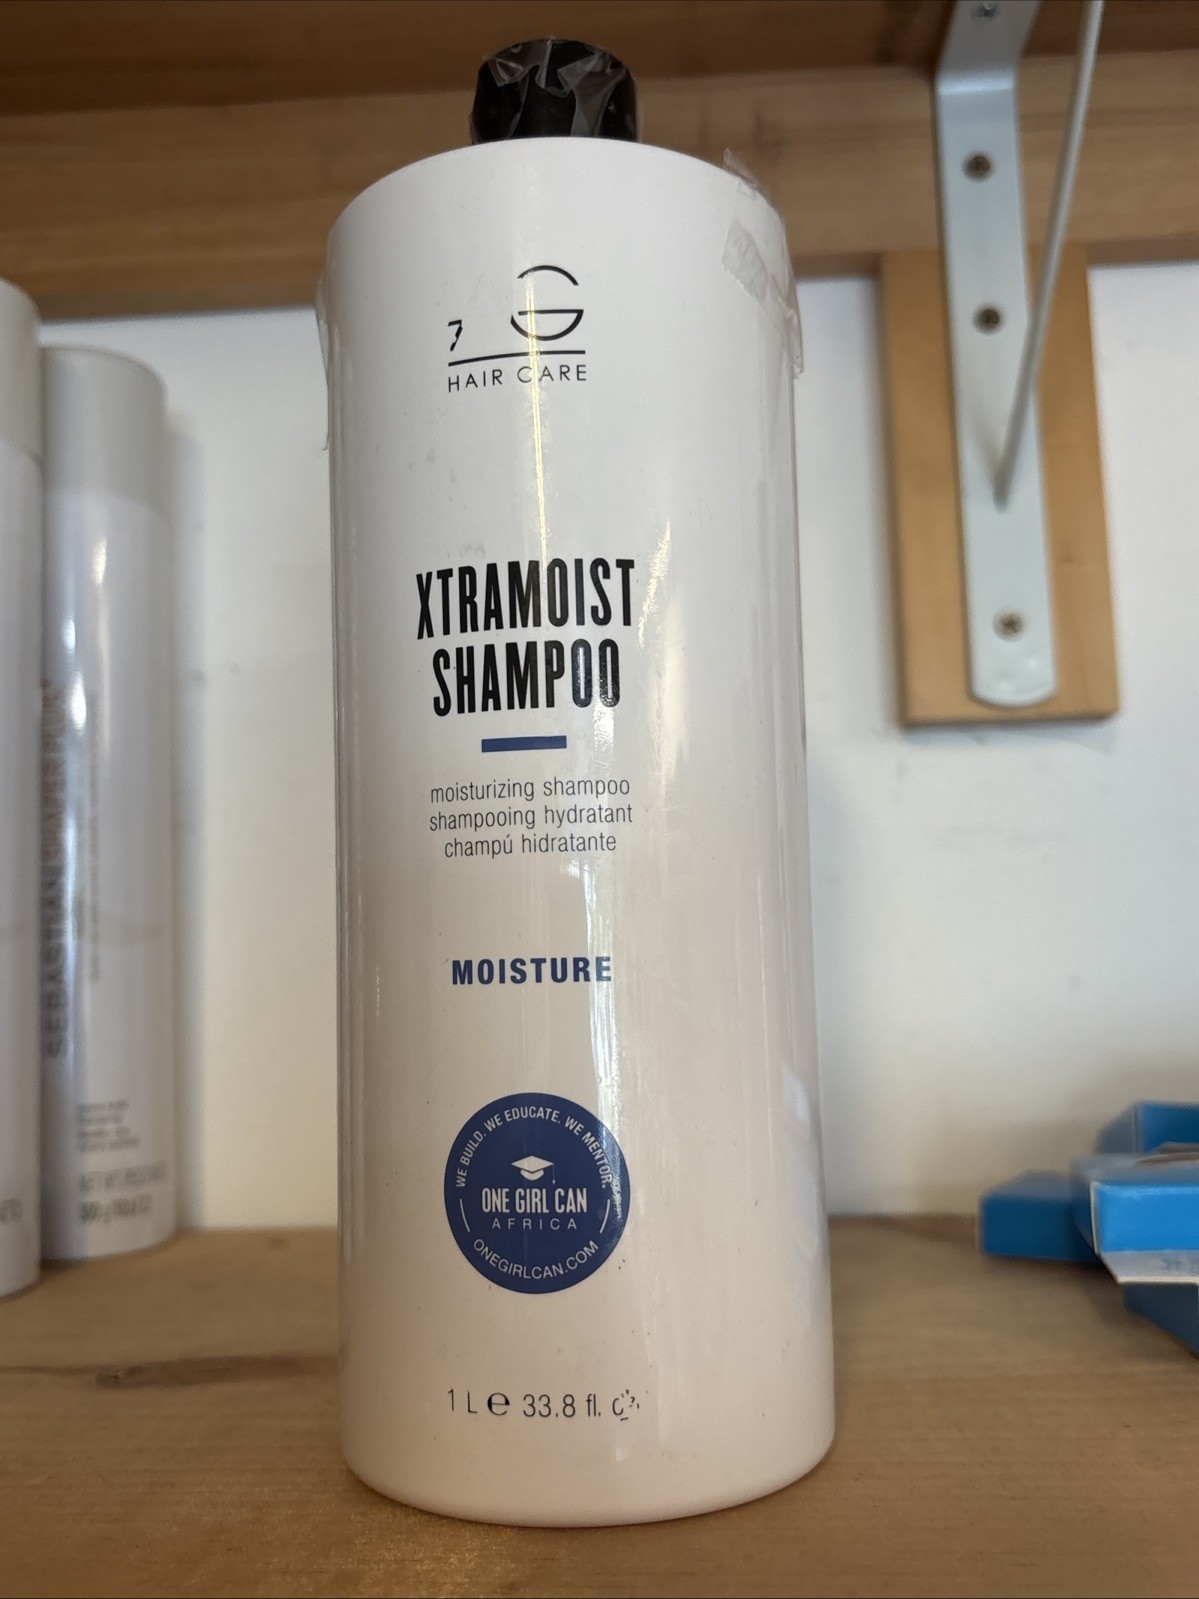 G
HAIR CARE
XTRAMOIST
SHAMPOO
moisturizing shampoo
shampooing hydratant
champú hidratante
MOISTURE
WE BUILD. WE EDUCATE. WE MENTOR.
ONE GIRL CAN
AFRICA
ONEGIRLCAN.COM
1 L e 33.8 fl.
SEBASTIAN